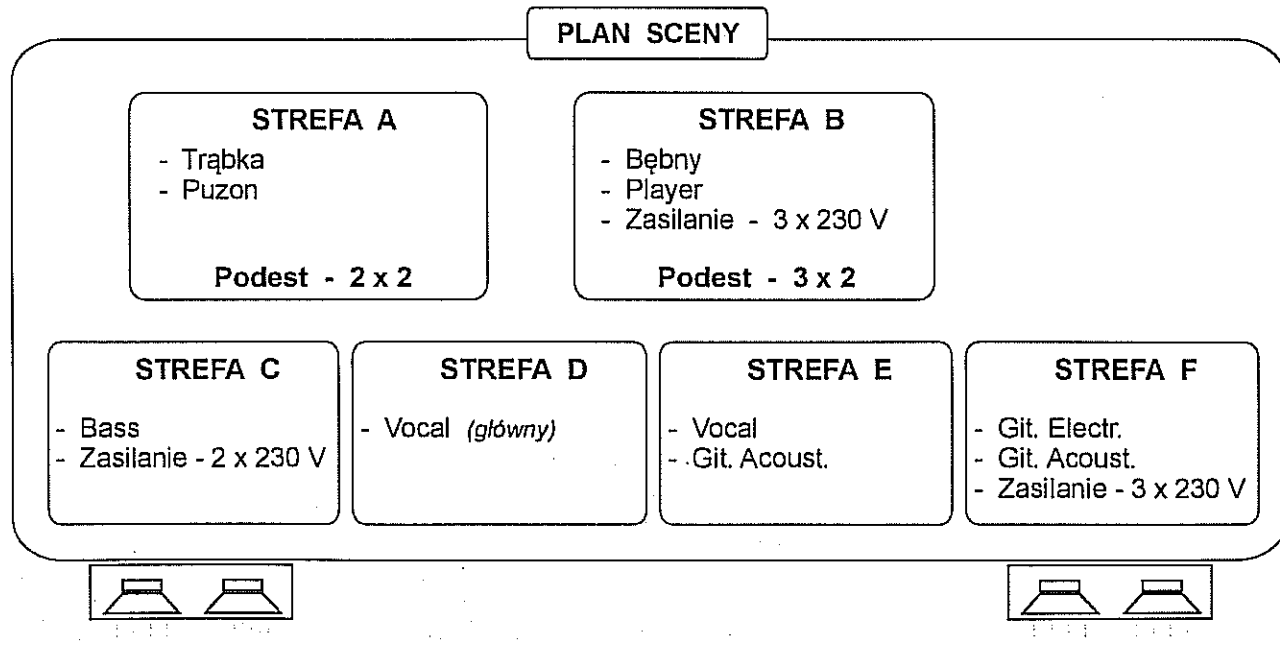 PLAN SCENY
STREFA A
- Trąbka
- Puzon
Podest - 2 x 2
STREFA B
- Bębny
- Player
- Zasilanie - 3 x 230 V
Podest - 3 x 2
STREFA C
- Bass
- Zasilanie - 2 x 230 V
STREFA D
- Vocal (główny)
STREFA E
- Vocal
- Git. Acoust.
STREFA F
- Git. Electr.
- Git. Acoust.
- Zasilanie - 3 x 230 V